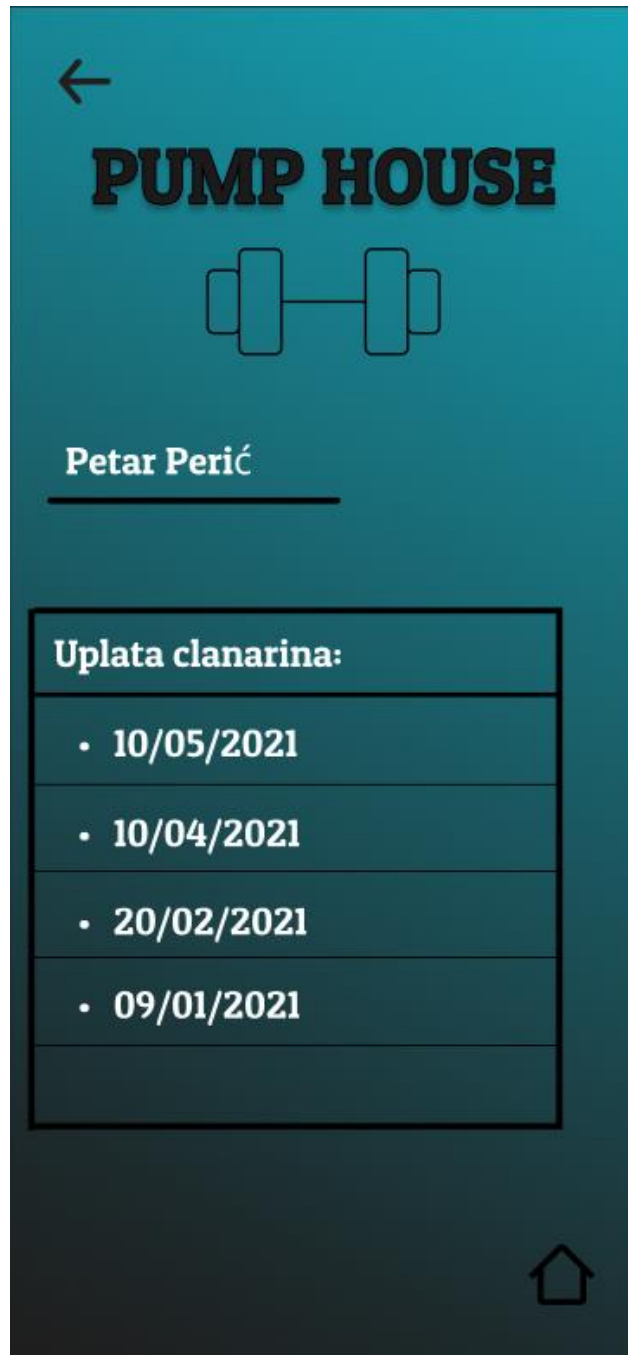 PUMP HOUSE
Petar Perić
Uplata clanarina:
• 10/05/2021
• 10/04/2021
• 20/02/2021
• 09/01/2021